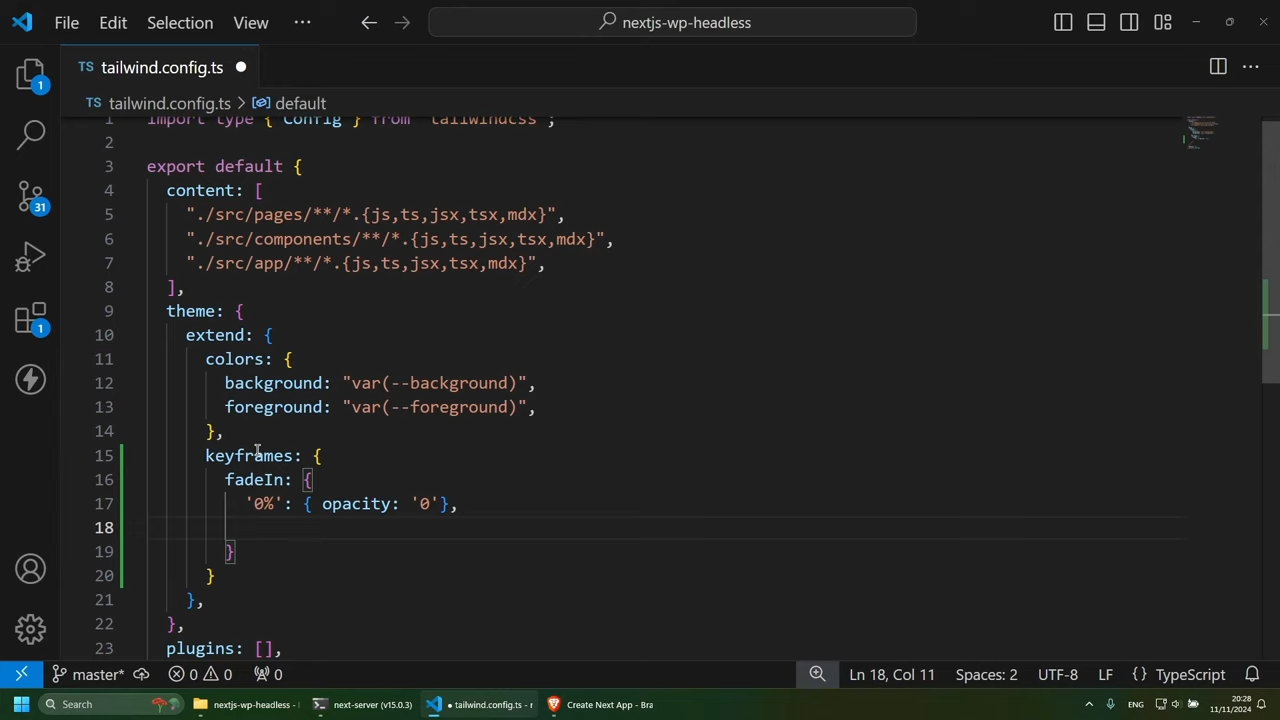 File Edit Selection View nextjs-wp-headless
1
TS tailwind.config.ts
TS tailwind.config.ts > default
1 import type { Config } from "tailwindcss";
2
3 export default {
4 content: [
5 "./src/pages/**/*.{js,ts,jsx,tsx,mdx}",
6 "./src/components/**/*.{js,ts,jsx,tsx,mdx}",
7 "./src/app/**/*.{js,ts,jsx,tsx,mdx}",
8 ],
9 theme: {
10 extend: {
11 colors: {
12 background: "var(--background)",
13 foreground: "var(--foreground)",
14 },
15 keyframes: {
16 fadeIn: {
17 '0%': { opacity: '0'},
18
19 }
20 }
21 },
22 },
23 plugins: [],
31
1
master* 0 0 0 Ln 18, Col 11 Spaces: 2 UTF-8 LF {} TypeScript
Search nextjs-wp-headless - next-server (v15.0.3) • tailwind.config.ts - r Create Next App - Bra ENG 20:28
11/11/2024